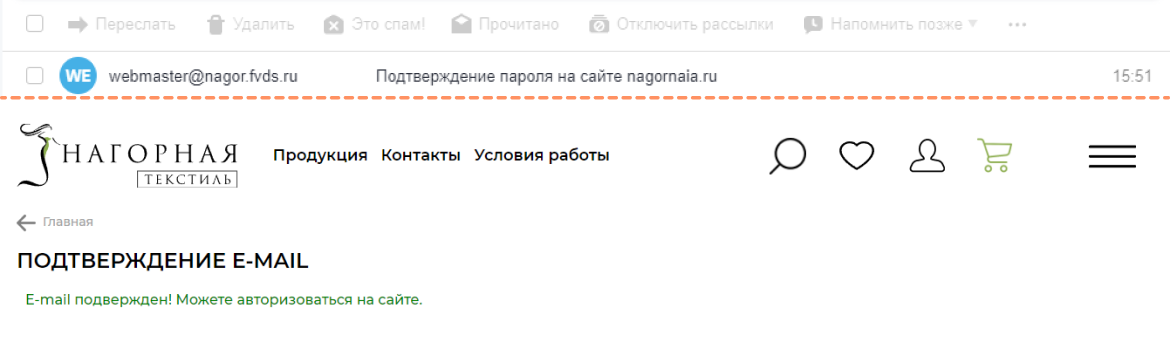 Переслать Удалить Это спам! Прочитано Отключить рассылки Напомнить позже
WE webmaster@nagor.fvds.ru Подтверждение пароля на сайте nagornaia.ru 15:51
НАГОРНАЯ Продукция Контакты Условия работы
ТЕКСТИЛЬ
Главная
ПОДТВЕРЖДЕНИЕ E-MAIL
E-mail подвержден! Можете авторизоваться на сайте.